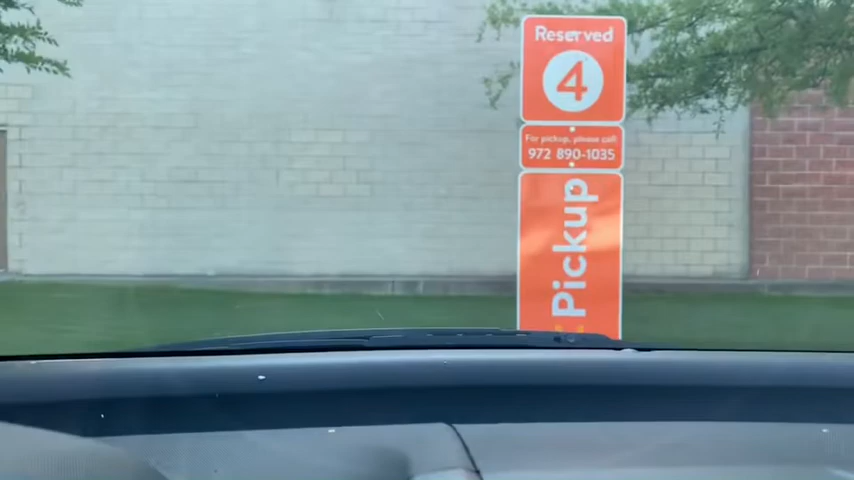 Reserved
4
For pickup, please call
972 890-1035
Pickup